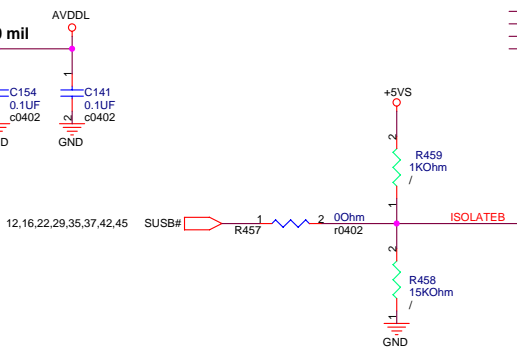 AVDDL
mil
1
C154
C141
0.1UF
0.1UF
c0402
2
c0402
GND
+5VS
2
R459
1KOhm
/
1
12,16,22,29,35,37,42,45 SUSB# 1 2 0Ohm ISOLATEB
R457 r0402
2
R458
15KOhm
/
1
GND